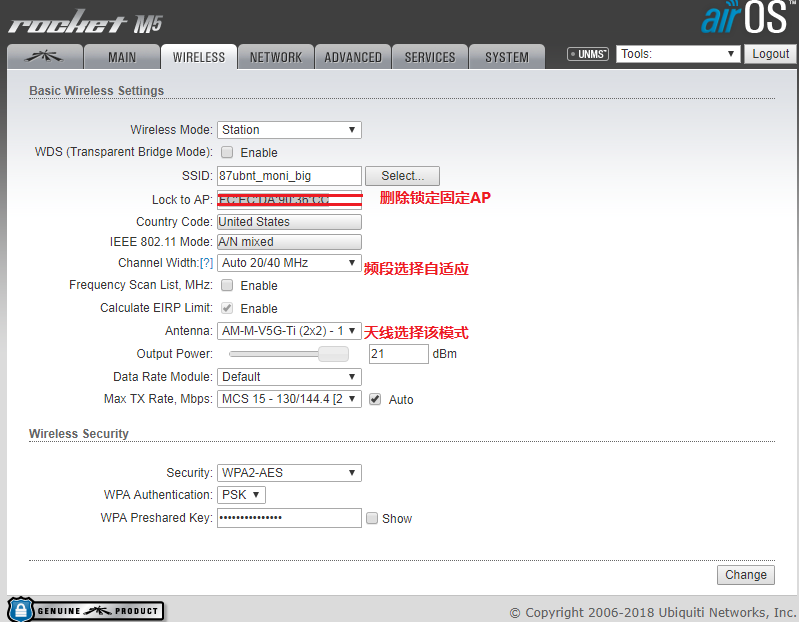 rocket M5
airOS™
MAIN
WIRELESS
NETWORK
ADVANCED
SERVICES
SYSTEM
UNMS™
Tools:
Logout
Basic Wireless Settings
Wireless Mode: Station
WDS (Transparent Bridge Mode): Enable
SSID: 87ubnt_moni_big Select...
Lock to AP: EC:EC:DA:90:36:CC 删除锁定固定AP
Country Code: United States
IEEE 802.11 Mode: A/N mixed
Channel Width:[?] Auto 20/40 MHz 频段选择自适应
Frequency Scan List, MHz: Enable
Calculate EIRP Limit: Enable
Antenna: AM-M-V5G-Ti (2x2) - 1 天线选择该模式
Output Power: 21 dBm
Data Rate Module: Default
Max TX Rate, Mbps: MCS 15 - 130/144.4 [2 Auto
Wireless Security
Security: WPA2-AES
WPA Authentication: PSK
WPA Preshared Key: ••••••••••••••• Show
Change
GENUINE PRODUCT
© Copyright 2006-2018 Ubiquiti Networks, Inc.